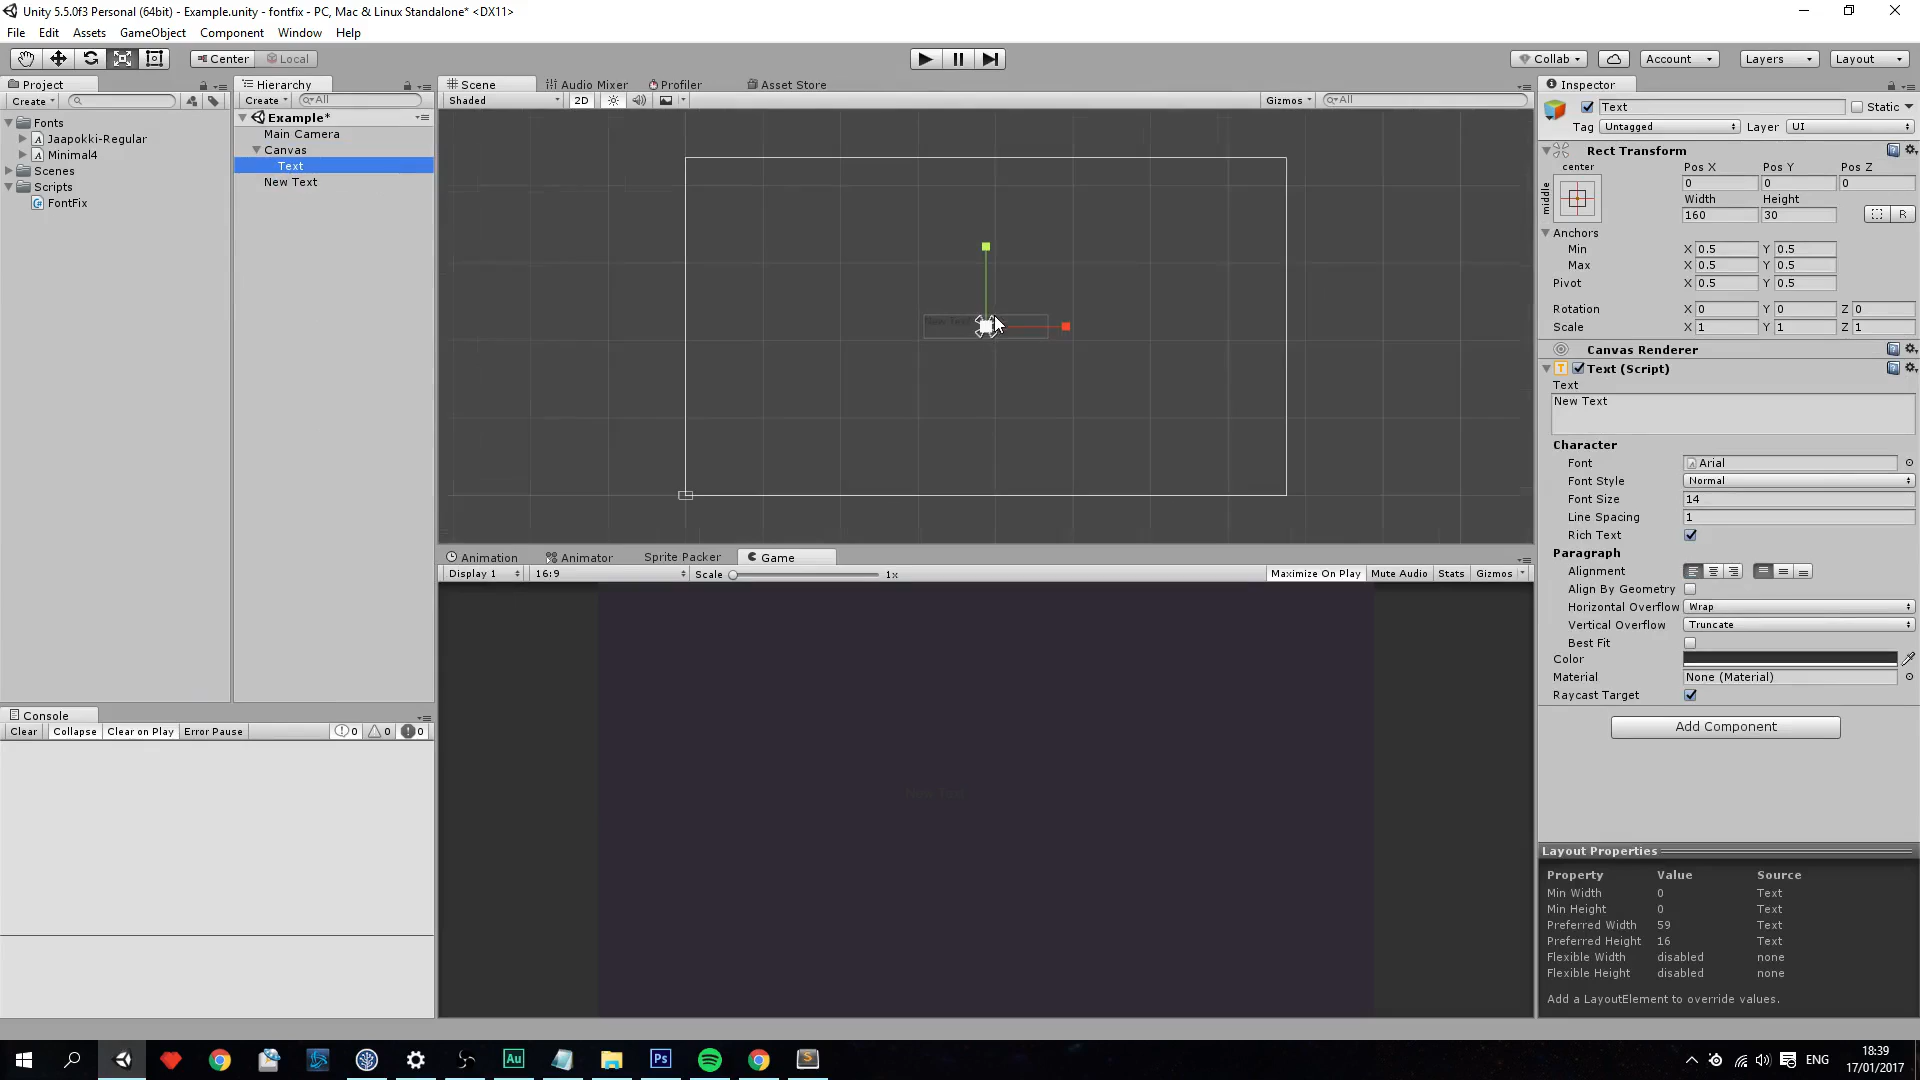 Unity 5.5.0f3 Personal (64bit) - Example.unity - fontfix - PC, Mac & Linux Standalone* <DX11>
File Edit Assets GameObject Component Window Help
Center Local Collab Account Layers Layout
Project Hierarchy Scene Audio Mixer Profiler Asset Store Inspector
Create Create All Shaded 2D Gizmos All
Text Static
Tag Untagged Layer UI
Fonts
Jaapokki-Regular
Minimal4
Scenes
Scripts
FontFix
Example*
Main Camera
Canvas
Text
New Text
New Text
Rect Transform
center
middle
Pos X Pos Y Pos Z
0 0 0
Width Height
160 30 R
Anchors
Min X 0.5 Y 0.5
Max X 0.5 Y 0.5
Pivot X 0.5 Y 0.5
Rotation X 0 Y 0 Z 0
Scale X 1 Y 1 Z 1
Canvas Renderer
Text (Script)
Text
New Text
Character
Font Arial
Font Style Normal
Font Size 14
Line Spacing 1
Rich Text
Paragraph
Alignment
Align By Geometry
Horizontal Overflow Wrap
Vertical Overflow Truncate
Best Fit
Color
Material None (Material)
Raycast Target
Add Component
Layout Properties
Property Value Source
Min Width 0 Text
Min Height 0 Text
Preferred Width 59 Text
Preferred Height 16 Text
Flexible Width disabled none
Flexible Height disabled none
Add a LayoutElement to override values.
Animation Animator Sprite Packer Game
Display 1 16:9 Scale 1x Maximize On Play Mute Audio Stats Gizmos
New Text
Console
Clear Collapse Clear on Play Error Pause 0 0 0
Au Ps S
ENG 18:39
17/01/2017